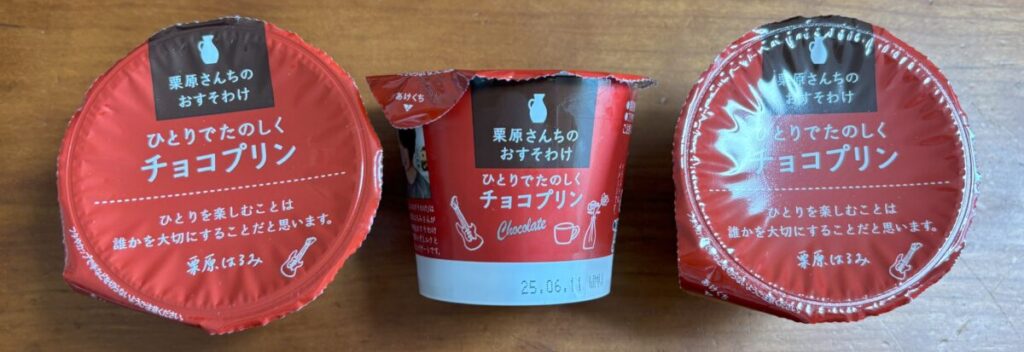 栗原さんちの
おすそわけ
ひとりでたのしく
チョコプリン
ひとりを楽しむことは
誰かを大切にすることだと思います。
栗原はるみ
あけくち
栗原さんちの
おすそわけ
ひとりでたのしく
チョコプリン
Chocolate
25.06.11
栗原さんちの
おすそわけ
ひとりでたのしく
チョコプリン
ひとりを楽しむことは
誰かを大切にすることだと思います。
栗原はるみ